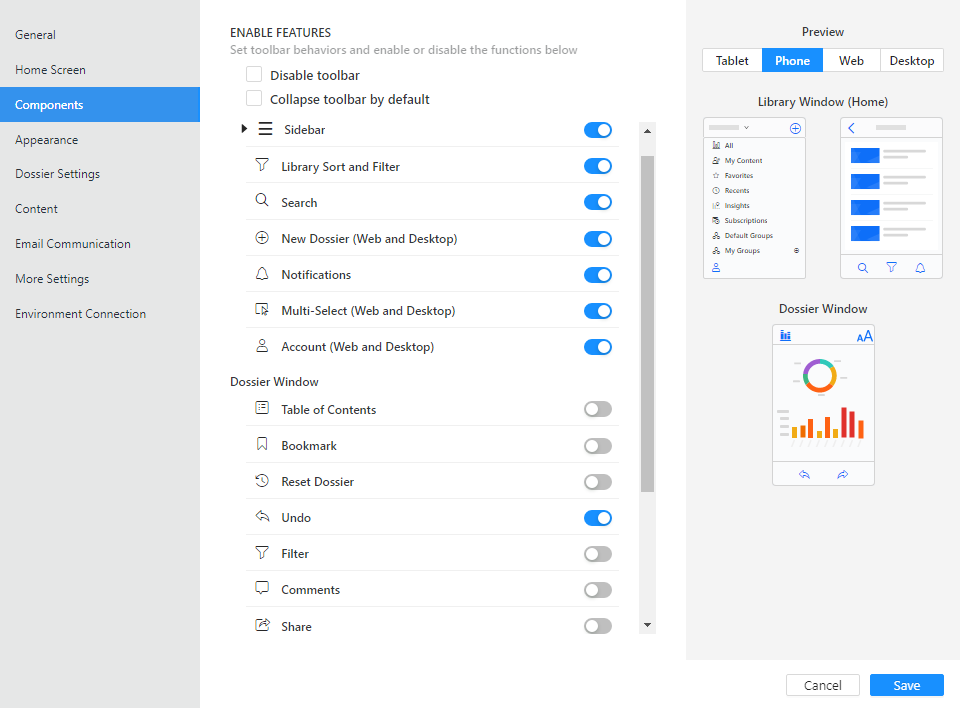 General
Home Screen
Components
Appearance
Dossier Settings
Content
Email Communication
More Settings
Environment Connection
ENABLE FEATURES
Set toolbar behaviors and enable or disable the functions below
Disable toolbar
Collapse toolbar by default
Sidebar
Library Sort and Filter
Search
New Dossier (Web and Desktop)
Notifications
Multi-Select (Web and Desktop)
Account (Web and Desktop)
Dossier Window
Table of Contents
Bookmark
Reset Dossier
Undo
Filter
Comments
Share
Preview
Tablet Phone Web Desktop
Library Window (Home)
All
My Content
Favorites
Recents
Insights
Subscriptions
Default Groups
My Groups
Dossier Window
AA
Cancel Save